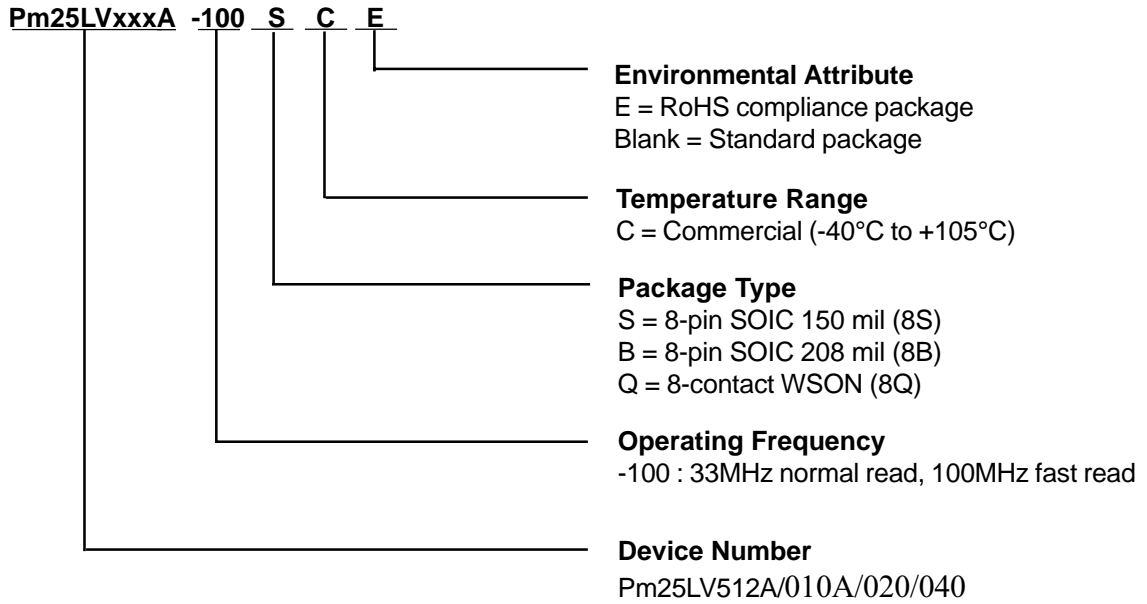 Pm25LVxxxA -100 S C E
Environmental Attribute
E = RoHS compliance package
Blank = Standard package
Temperature Range
C = Commercial (-40°C to +105°C)
Package Type
S = 8-pin SOIC 150 mil (8S)
B = 8-pin SOIC 208 mil (8B)
Q = 8-contact WSON (8Q)
Operating Frequency
-100 : 33MHz normal read, 100MHz fast read
Device Number
Pm25LV512A/010A/020/040